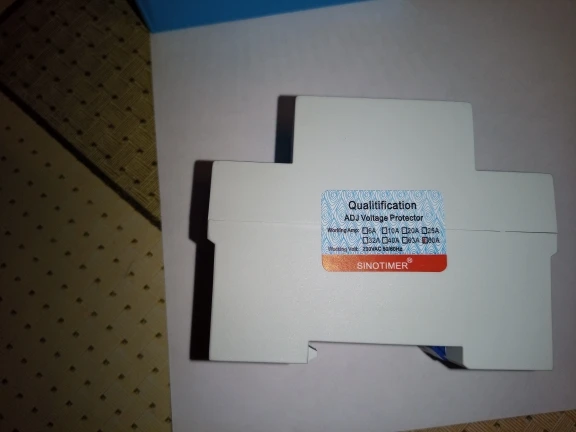 Qualitification
ADJ Voltage Protector
Working Amp: 6A 10A 20A 25A
32A 40A 63A 80A
Working Volt: 230VAC 50/60Hz
SINOTIMER®